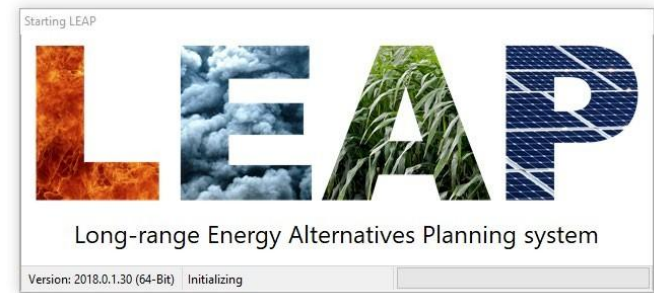 Starting LEAP
LEAP
Long-range Energy Alternatives Planning system
Version: 2018.0.1.30 (64-Bit) Initializing